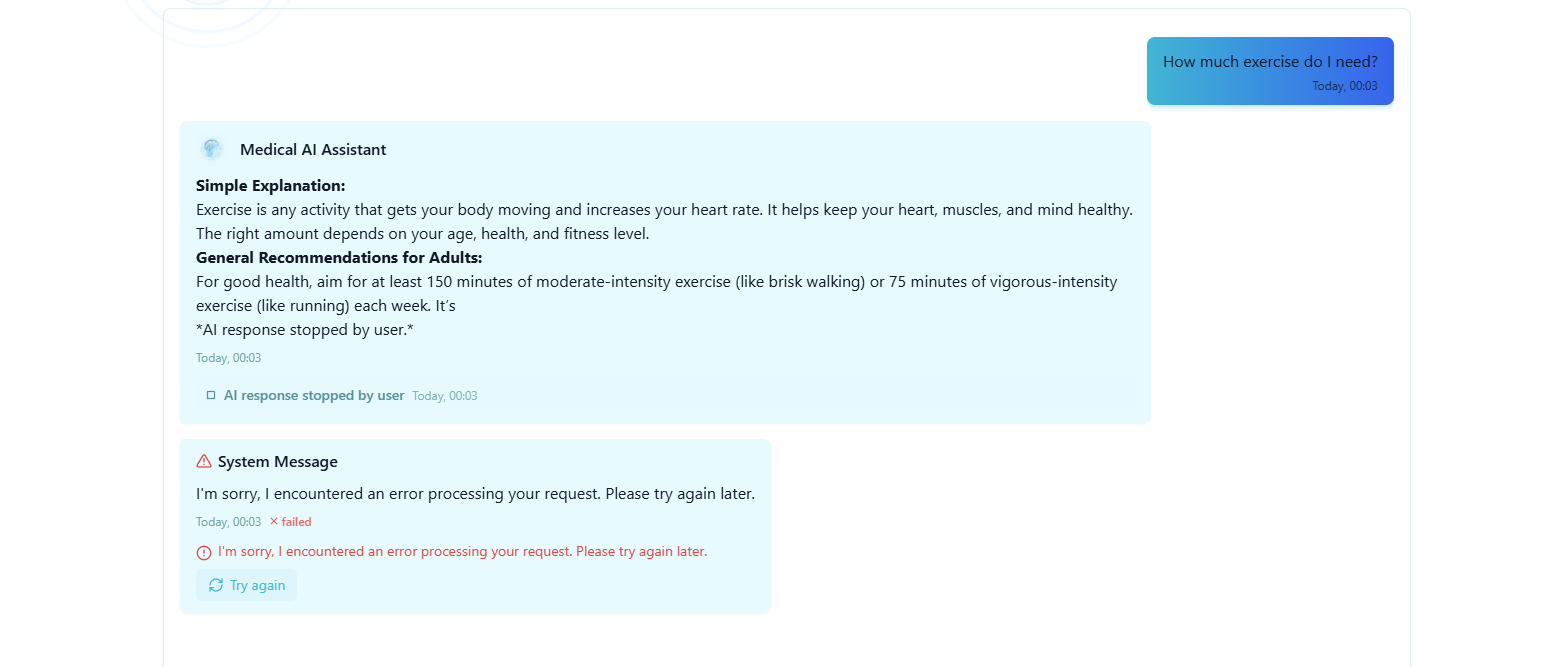 How much exercise do I need?
Today, 00:03
Medical AI Assistant
Simple Explanation:
Exercise is any activity that gets your body moving and increases your heart rate. It helps keep your heart, muscles, and mind healthy.
The right amount depends on your age, health, and fitness level.
General Recommendations for Adults:
For good health, aim for at least 150 minutes of moderate-intensity exercise (like brisk walking) or 75 minutes of vigorous-intensity
exercise (like running) each week. It’s
*AI response stopped by user.*
Today, 00:03
AI response stopped by user Today, 00:03
System Message
I'm sorry, I encountered an error processing your request. Please try again later.
Today, 00:03 × failed
I'm sorry, I encountered an error processing your request. Please try again later.
Try again